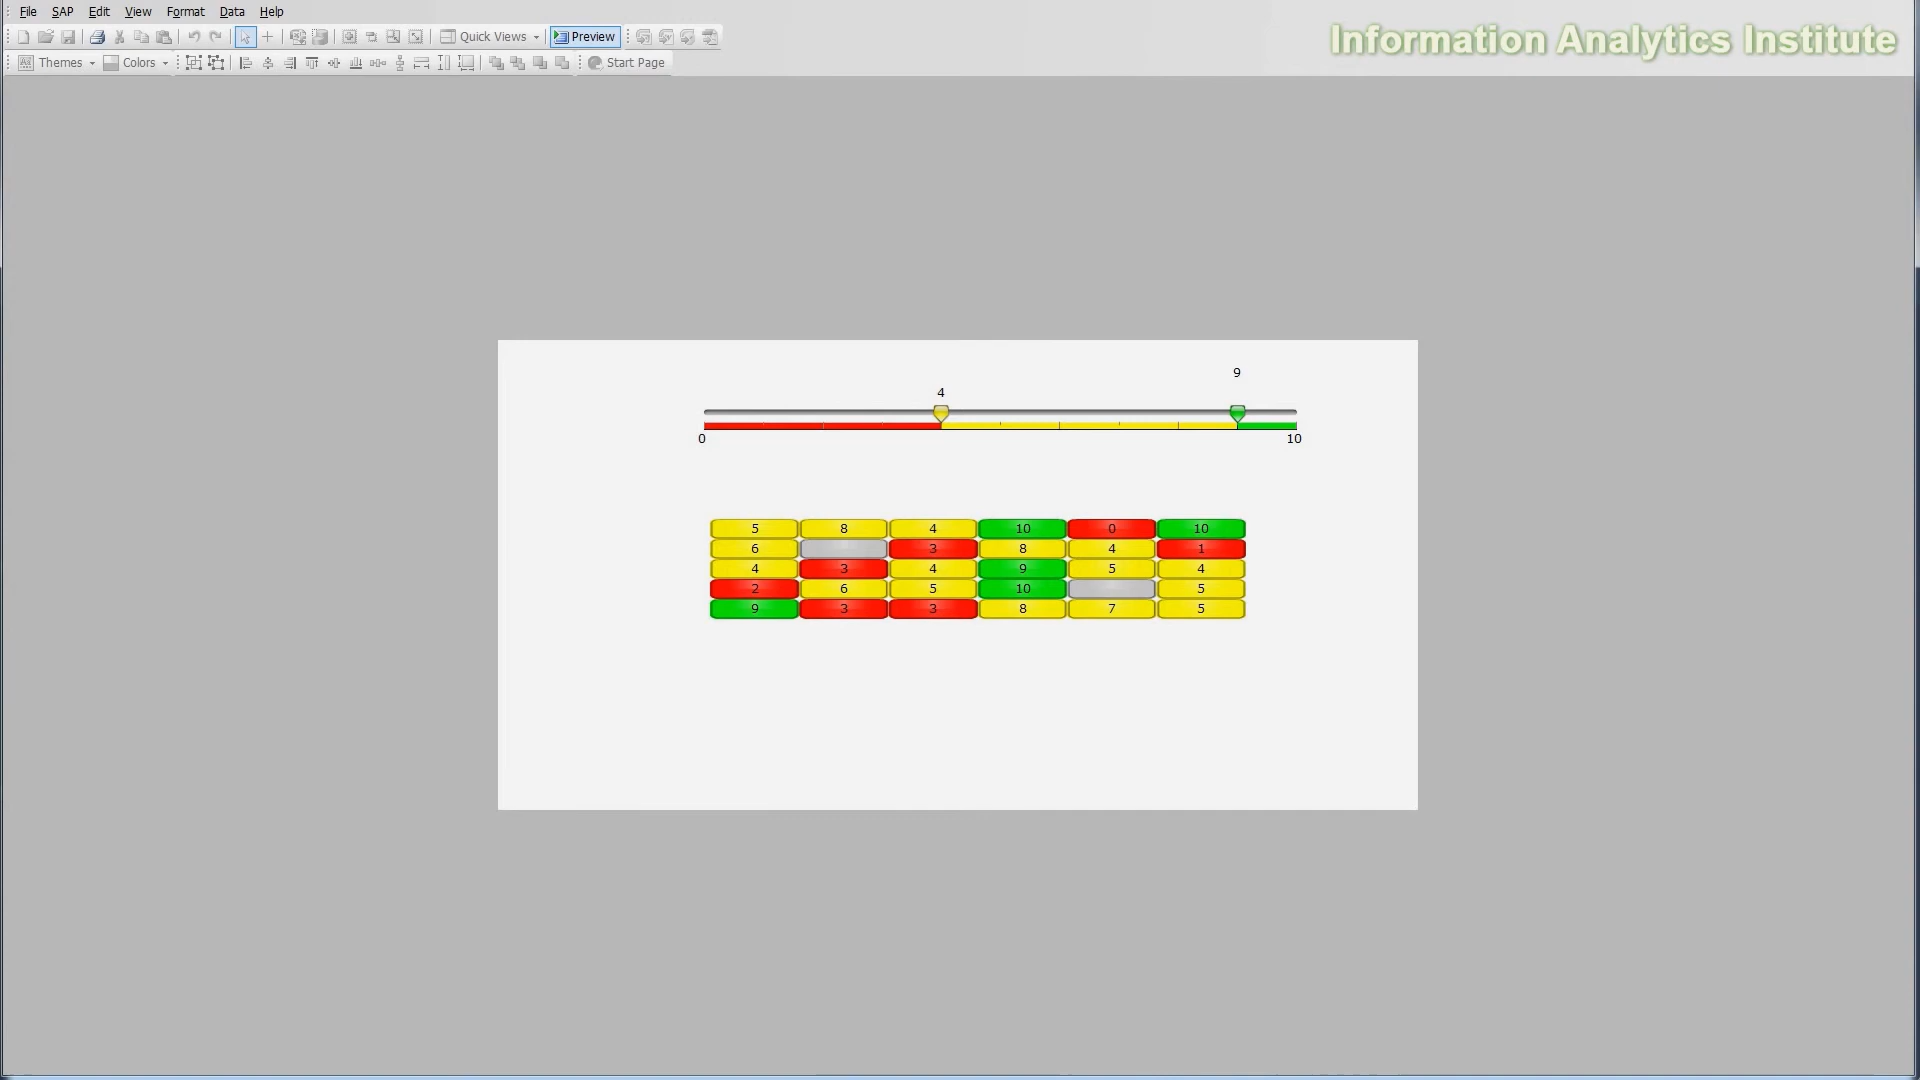 File SAP Edit View Format Data Help
Quick Views Preview
Information Analytics Institute
Themes Colors Start Page
9
4
0 10
5 8 4 10 0 10
6 3 8 4 1
4 3 4 9 5 4
2 6 5 10 5
9 3 3 8 7 5